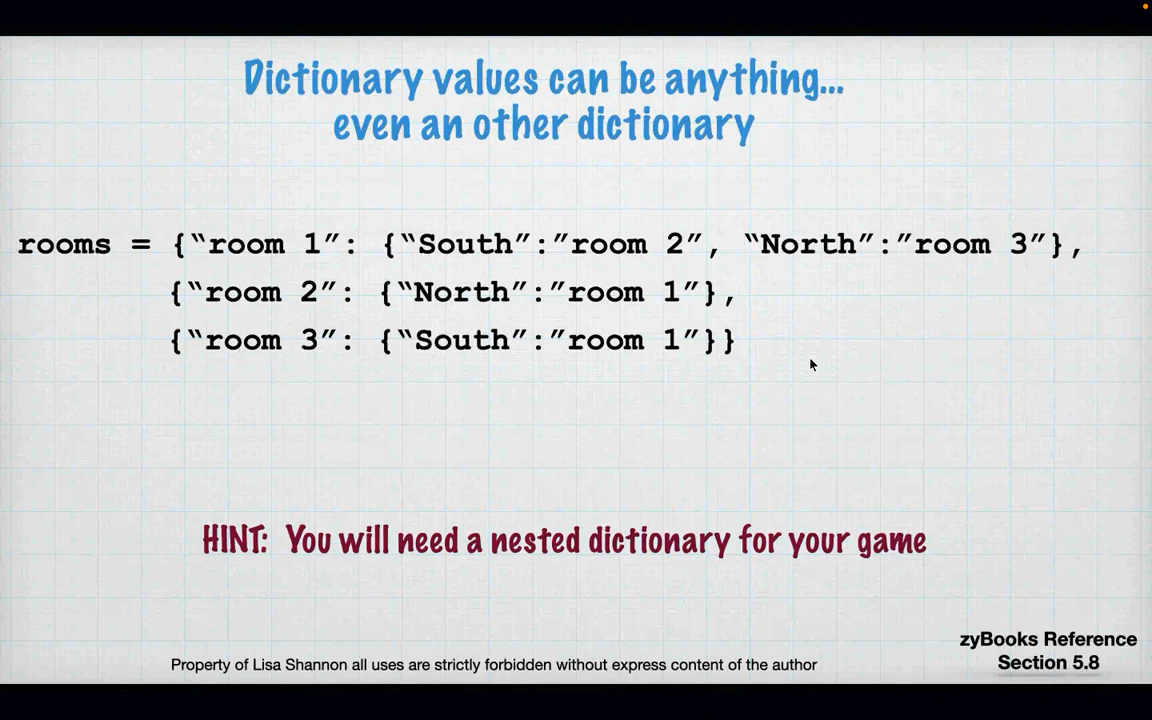 Dictionary values can be anything...
even an other dictionary
rooms = {“room 1”: {“South”:”room 2”, “North”:”room 3”},
{“room 2”: {“North”:”room 1”},
{“room 3”: {“South”:”room 1”}}
HINT: You will need a nested dictionary for your game
zyBooks Reference
Section 5.8
Property of Lisa Shannon all uses are strictly forbidden without express content of the author